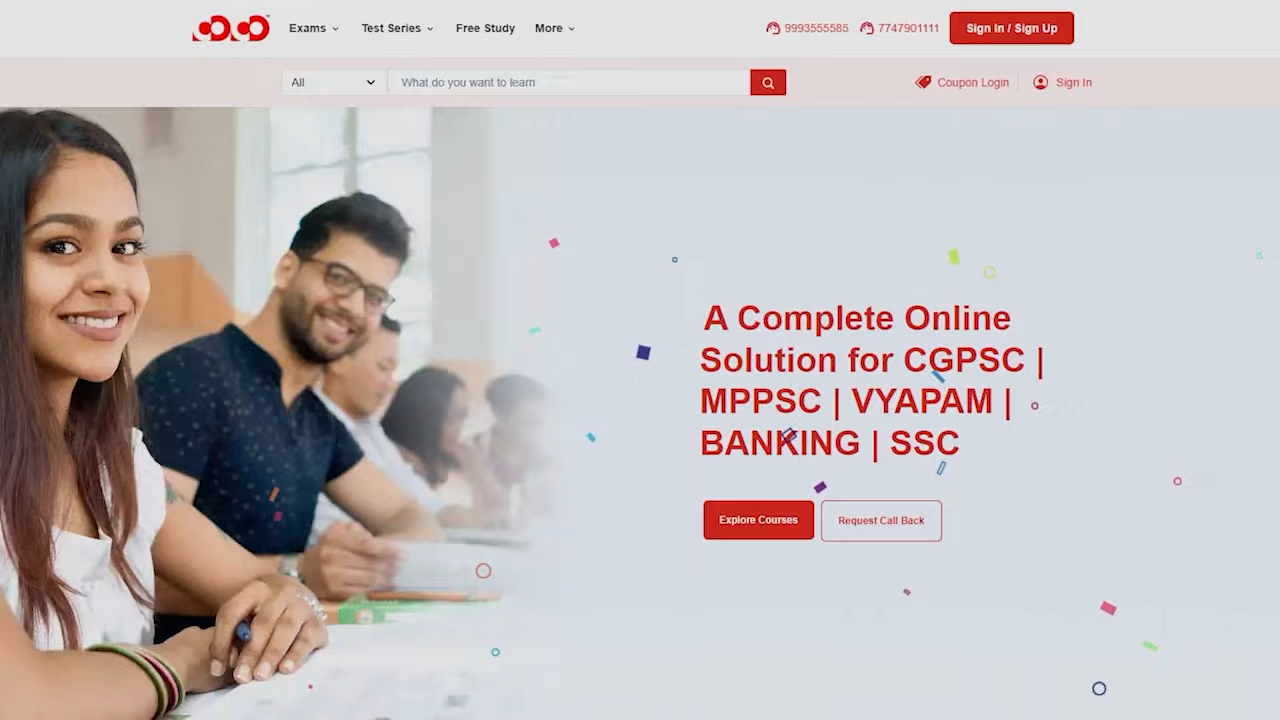 Exams
Test Series
Free Study
More
9993555585
7747901111
Sign In / Sign Up
All
What do you want to learn
Coupon Login
Sign In
A Complete Online
Solution for CGPSC |
MPPSC | VYAPAM |
BANKING | SSC
Explore Courses
Request Call Back